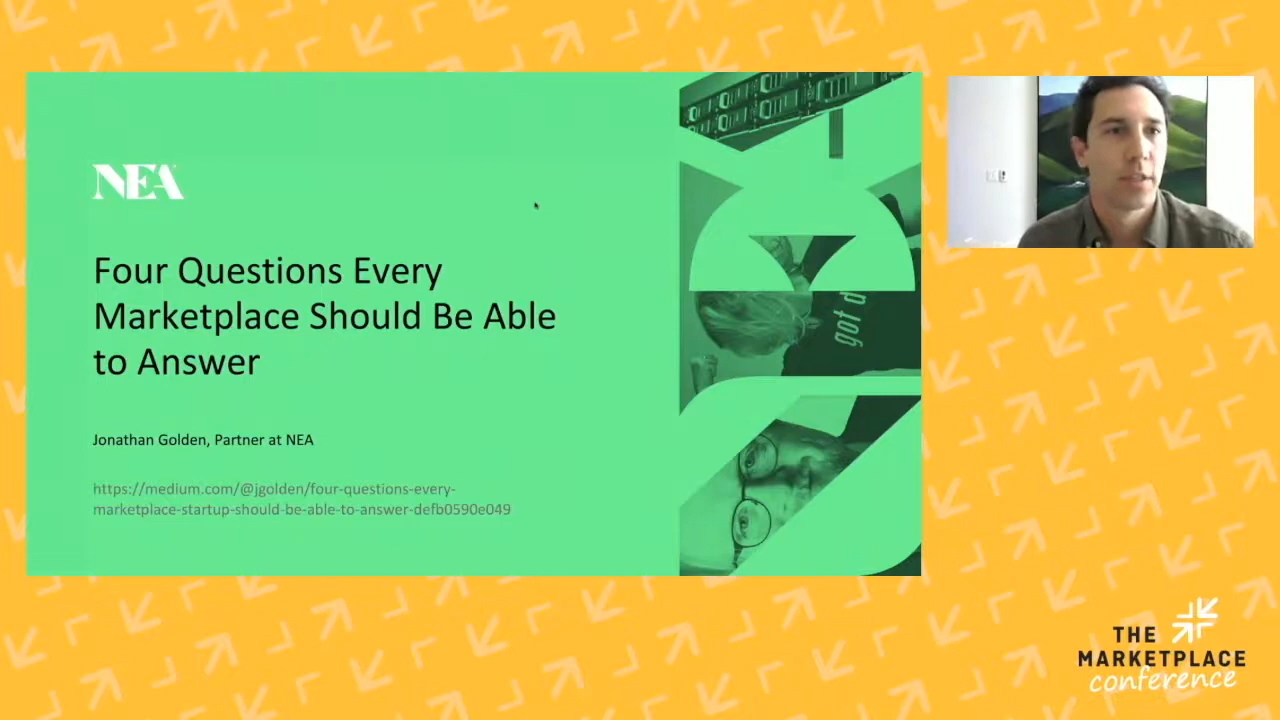 NEA
Four Questions Every
Marketplace Should Be Able
to Answer
Jonathan Golden, Partner at NEA
https://medium.com/@jgolden/four-questions-every-
marketplace-startup-should-be-able-to-answer-defb0590e049
got d
THE
MARKETPLACE
conference